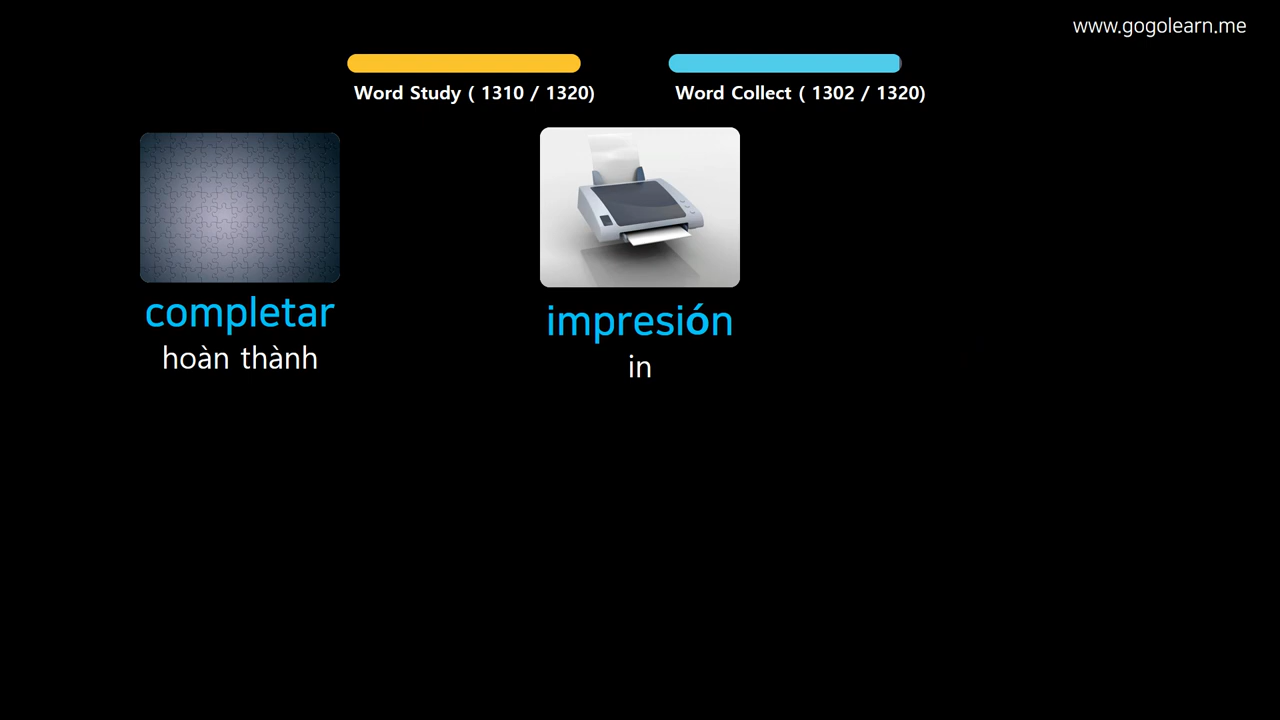 www.gogolearn.me
Word Study ( 1310 / 1320)
Word Collect ( 1302 / 1320)
completar
hoàn thành
impresión
in